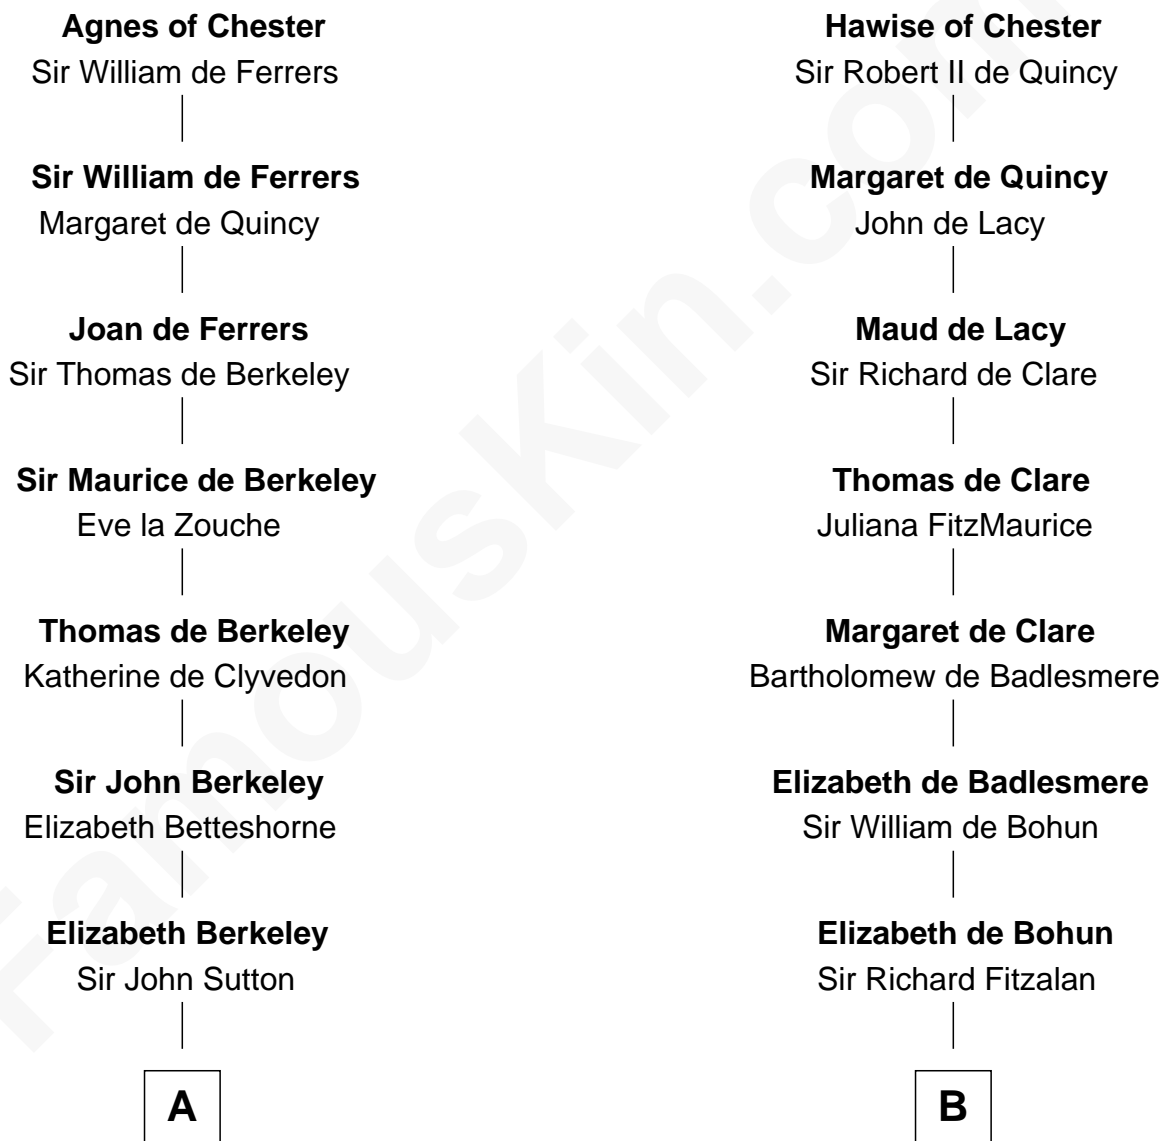 Agnes of Chester
Sir William de Ferrers
Sir William de Ferrers
Margaret de Quincy
Joan de Ferrers
Sir Thomas de Berkeley
Sir Maurice de Berkeley
Eve la Zouche
Thomas de Berkeley
Katherine de Clyvedon
Sir John Berkeley
Elizabeth Betteshorne
Elizabeth Berkeley
Sir John Sutton
A
Hawise of Chester
Sir Robert II de Quincy
Margaret de Quincy
John de Lacy
Maud de Lacy
Sir Richard de Clare
Thomas de Clare
Juliana FitzMaurice
Margaret de Clare
Bartholomew de Badlesmere
Elizabeth de Badlesmere
Sir William de Bohun
Elizabeth de Bohun
Sir Richard Fitzalan
B
FamousKin.com